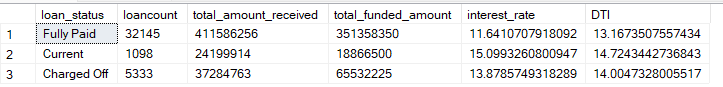 loan_status loancount total_amount_received total_funded_amount interest_rate DTI
1 Fully Paid 32145 411586256 351358350 11.6410707918092 13.1673507557434
2 Current 1098 24199914 18866500 15.0993260800947 14.7243442736843
3 Charged Off 5333 37284763 65532225 13.8785749318289 14.0047328005517